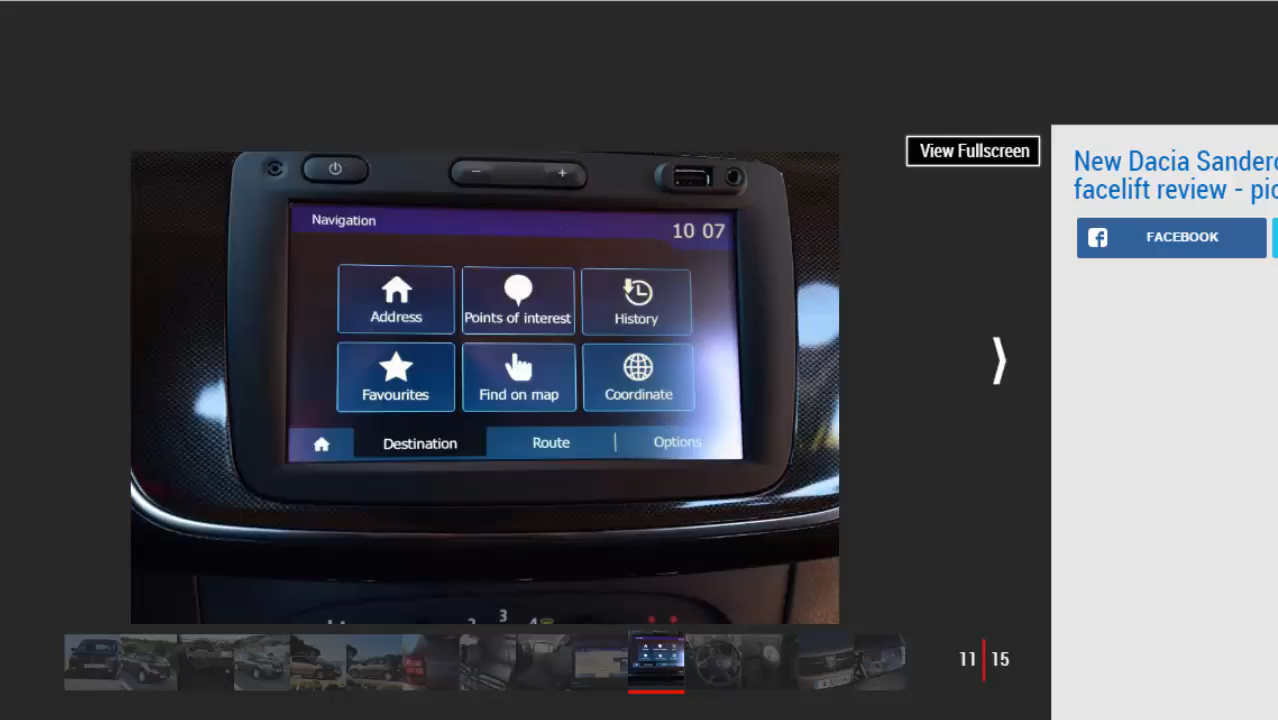 View Fullscreen
New Dacia Sandero
facelift review - pic
FACEBOOK
Navigation
10 07
Address
Points of interest
History
Favourites
Find on map
Coordinate
Destination
Route
Options
3
11 15